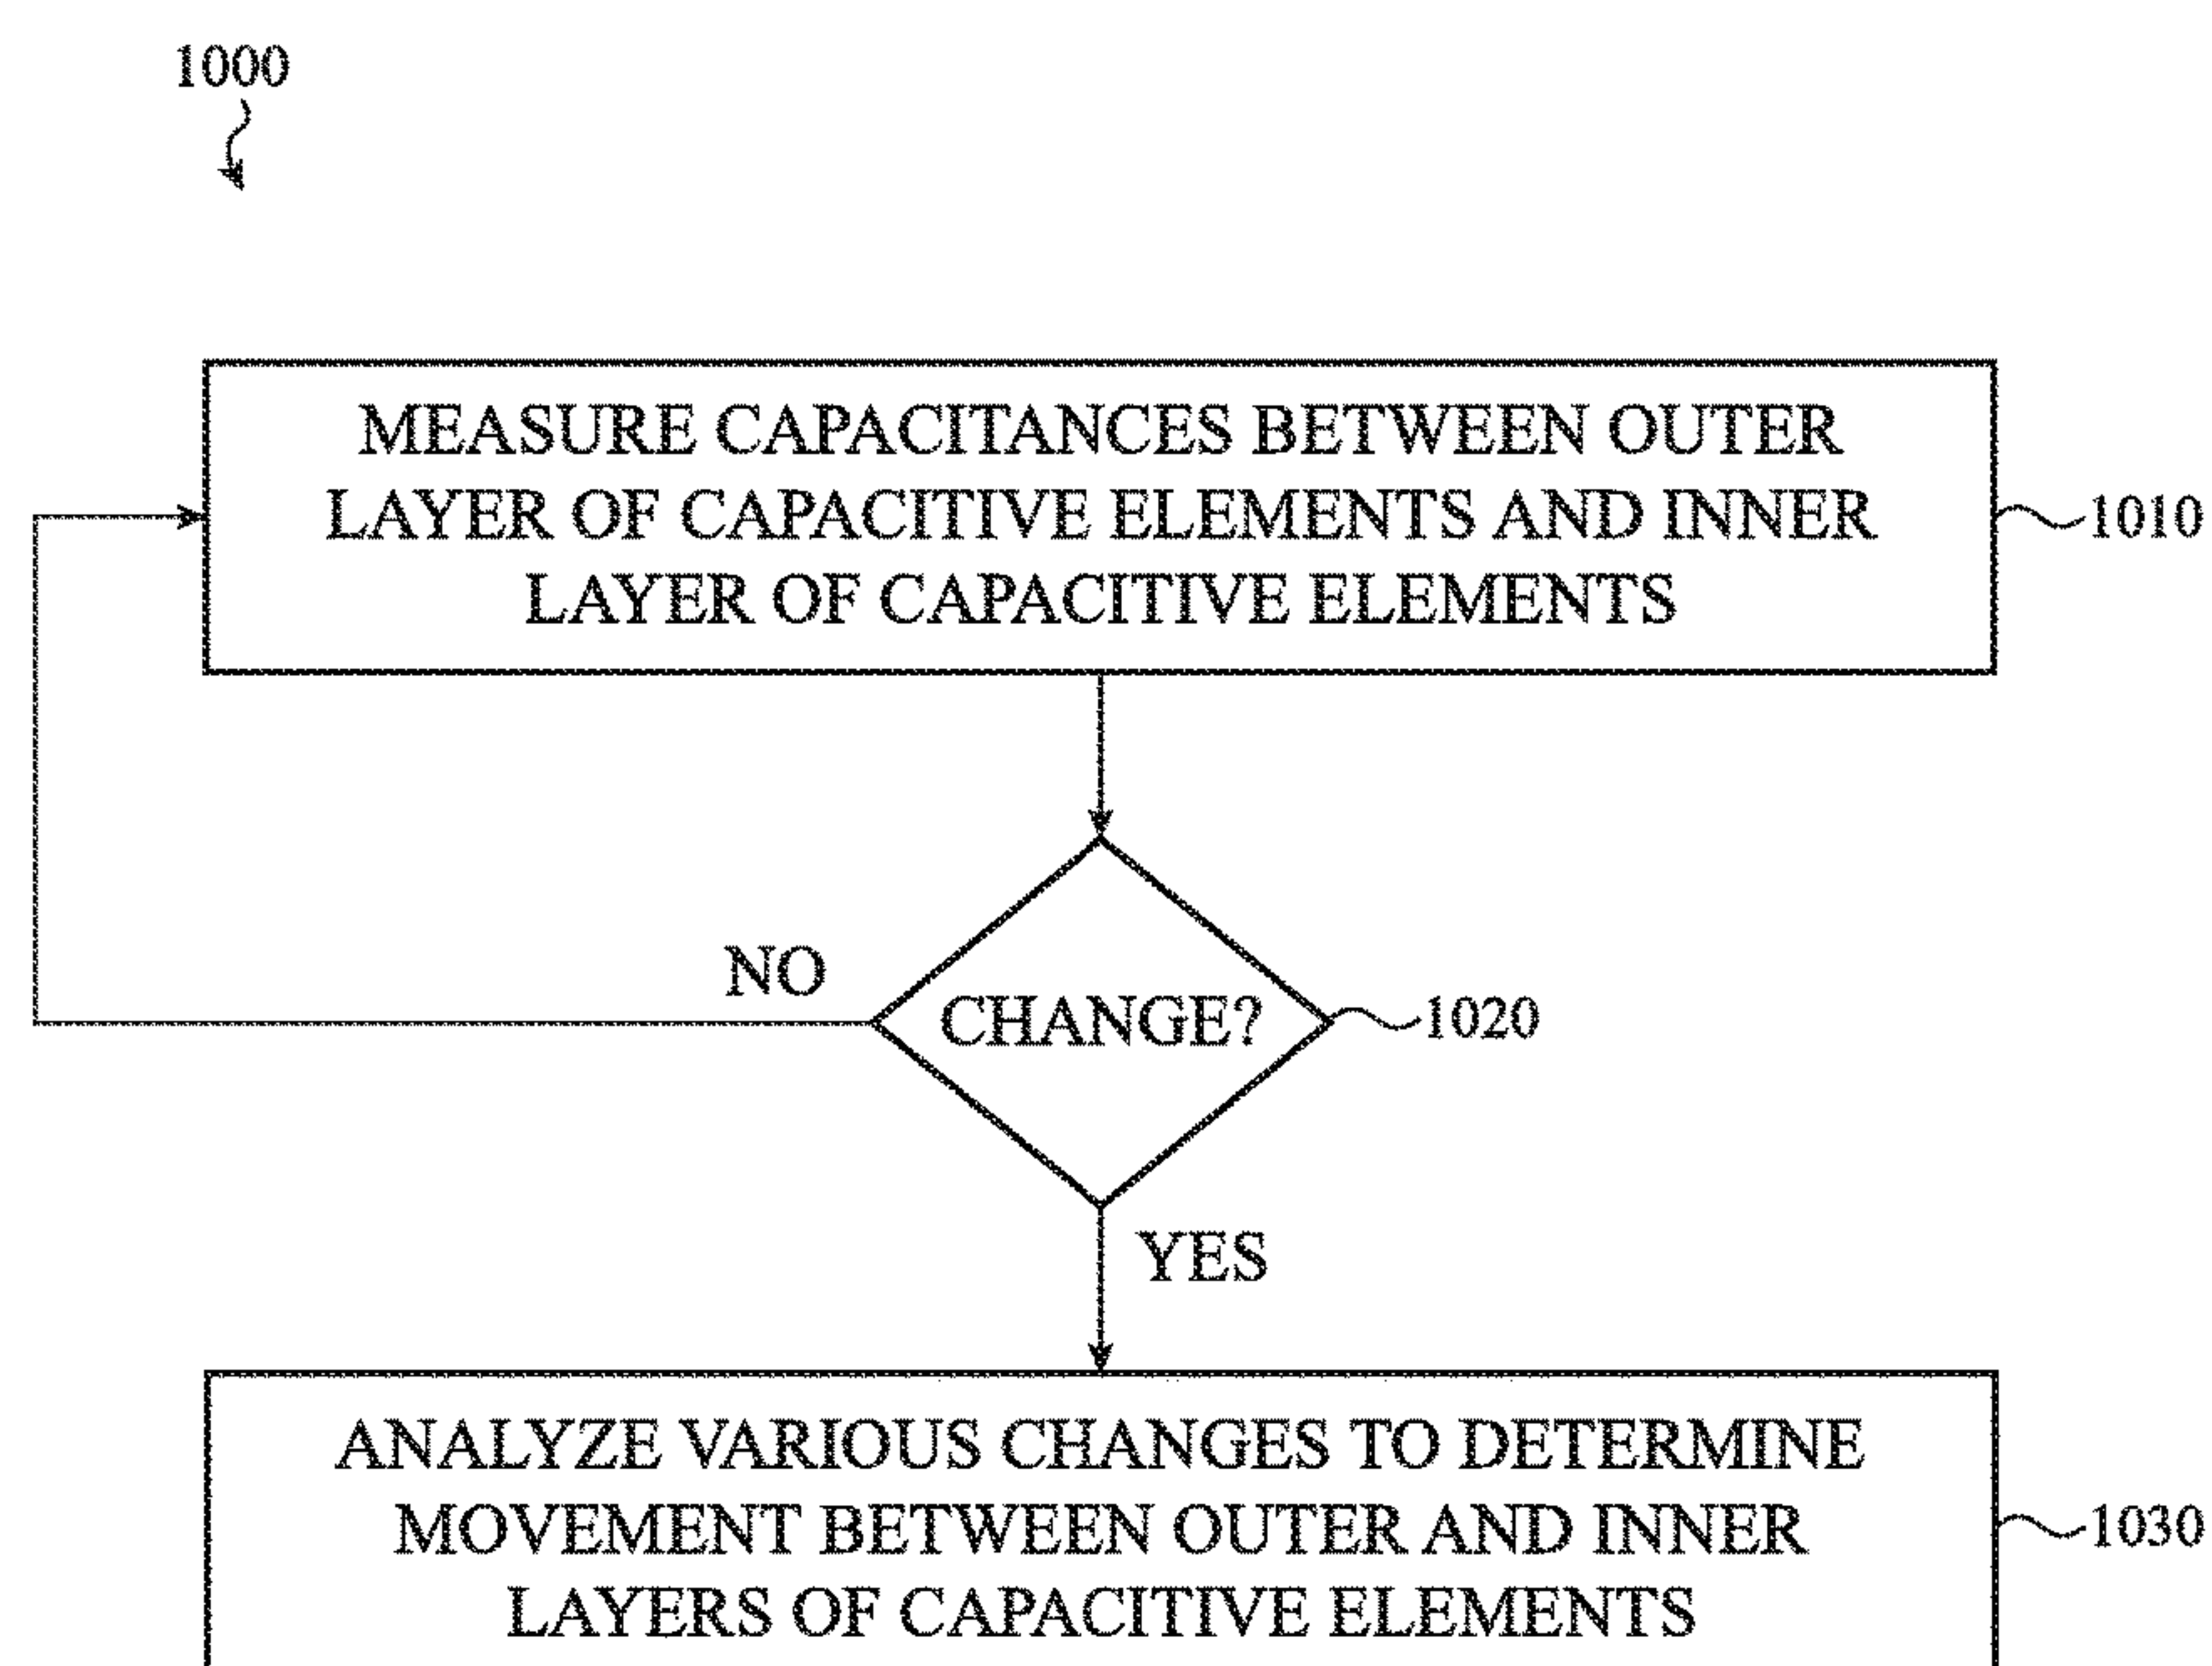 1000
MEASURE CAPACITANCES BETWEEN OUTER
LAYER OF CAPACITIVE ELEMENTS AND INNER
LAYER OF CAPACITIVE ELEMENTS
1010
NO
CHANGE?
1020
YES
ANALYZE VARIOUS CHANGES TO DETERMINE
MOVEMENT BETWEEN OUTER AND INNER
LAYERS OF CAPACITIVE ELEMENTS
1030